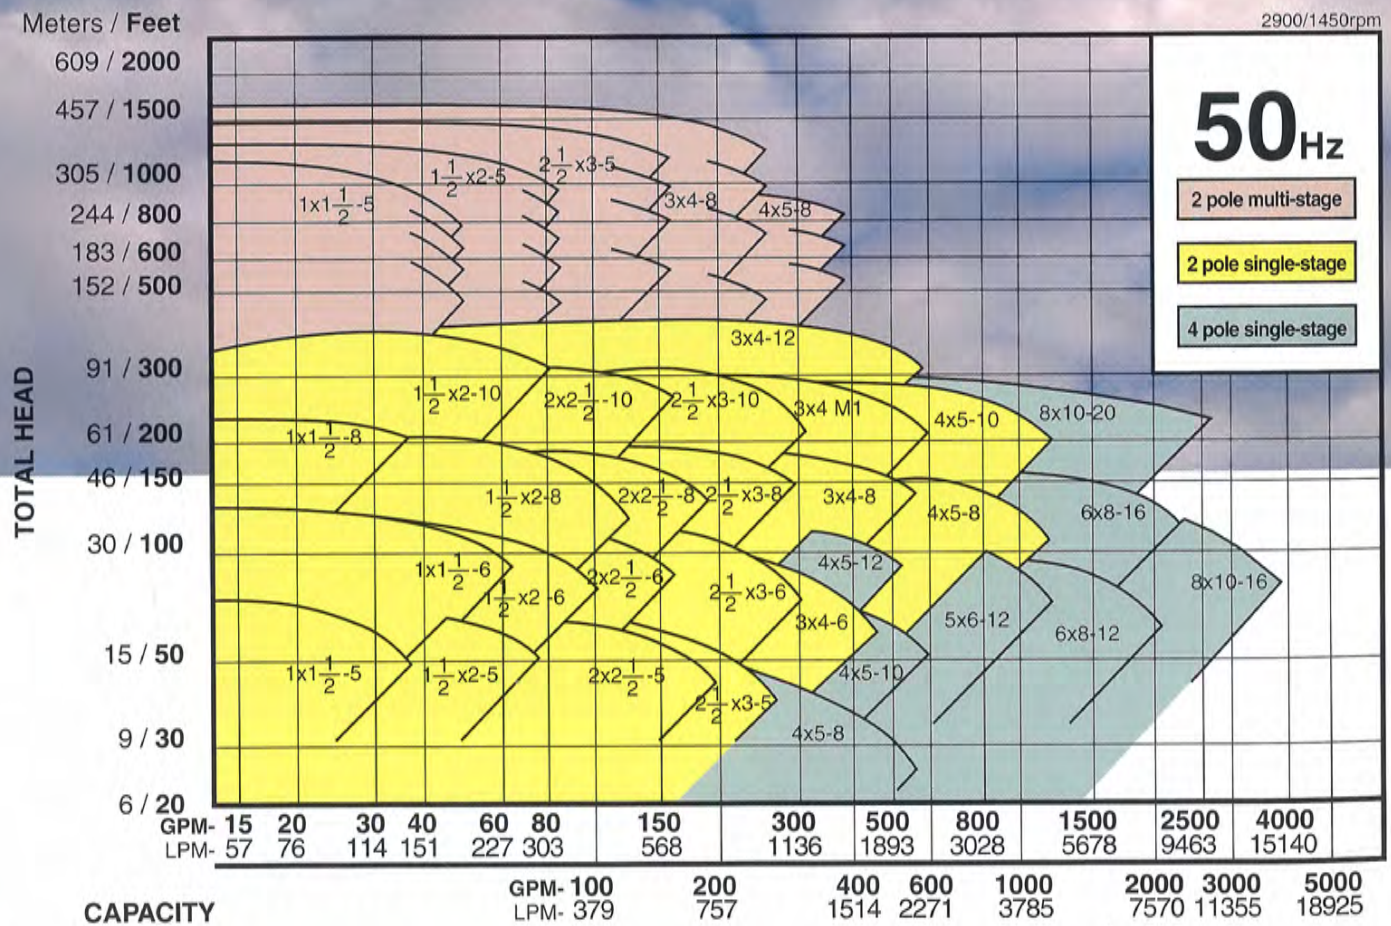 Meters / Feet
2900/1450rpm
609 / 2000
457 / 1500
305 / 1000
244 / 800
183 / 600
152 / 500
91 / 300
61 / 200
46 / 150
30 / 100
15 / 50
9 / 30
6 / 20
TOTAL HEAD
50Hz
2 pole multi-stage
2 pole single-stage
4 pole single-stage
1x1½-5
1½x2-5
2½x3-5
3x4-8
4x5-8
3x4-12
1½x2-10
2x2½-10
2½x3-10
3x4 M1
4x5-10
8x10-20
1x1½-8
1½x2-8
2x2½-8
2½x3-8
3x4-8
4x5-8
6x8-16
1x1½-6
1½x2-6
2x2½-6
2½x3-6
4x5-12
3x4-6
5x6-12
6x8-12
8x10-16
1x1½-5
1½x2-5
2x2½-5
2½x3-5
4x5-10
4x5-8
GPM- 15 20 30 40 60 80 150 300 500 800 1500 2500 4000
LPM- 57 76 114 151 227 303 568 1136 1893 3028 5678 9463 15140
GPM- 100 200 400 600 1000 2000 3000 5000
LPM- 379 757 1514 2271 3785 7570 11355 18925
CAPACITY